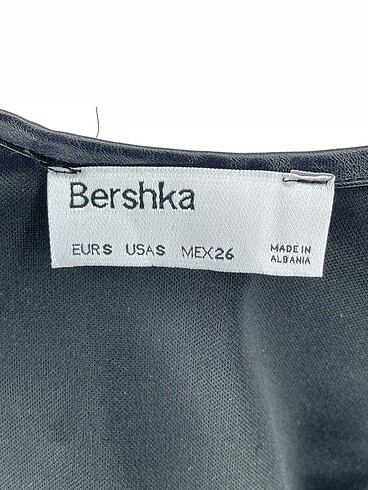 Bershka
EUR S USA S MEX 26
MADE IN
ALBANIA